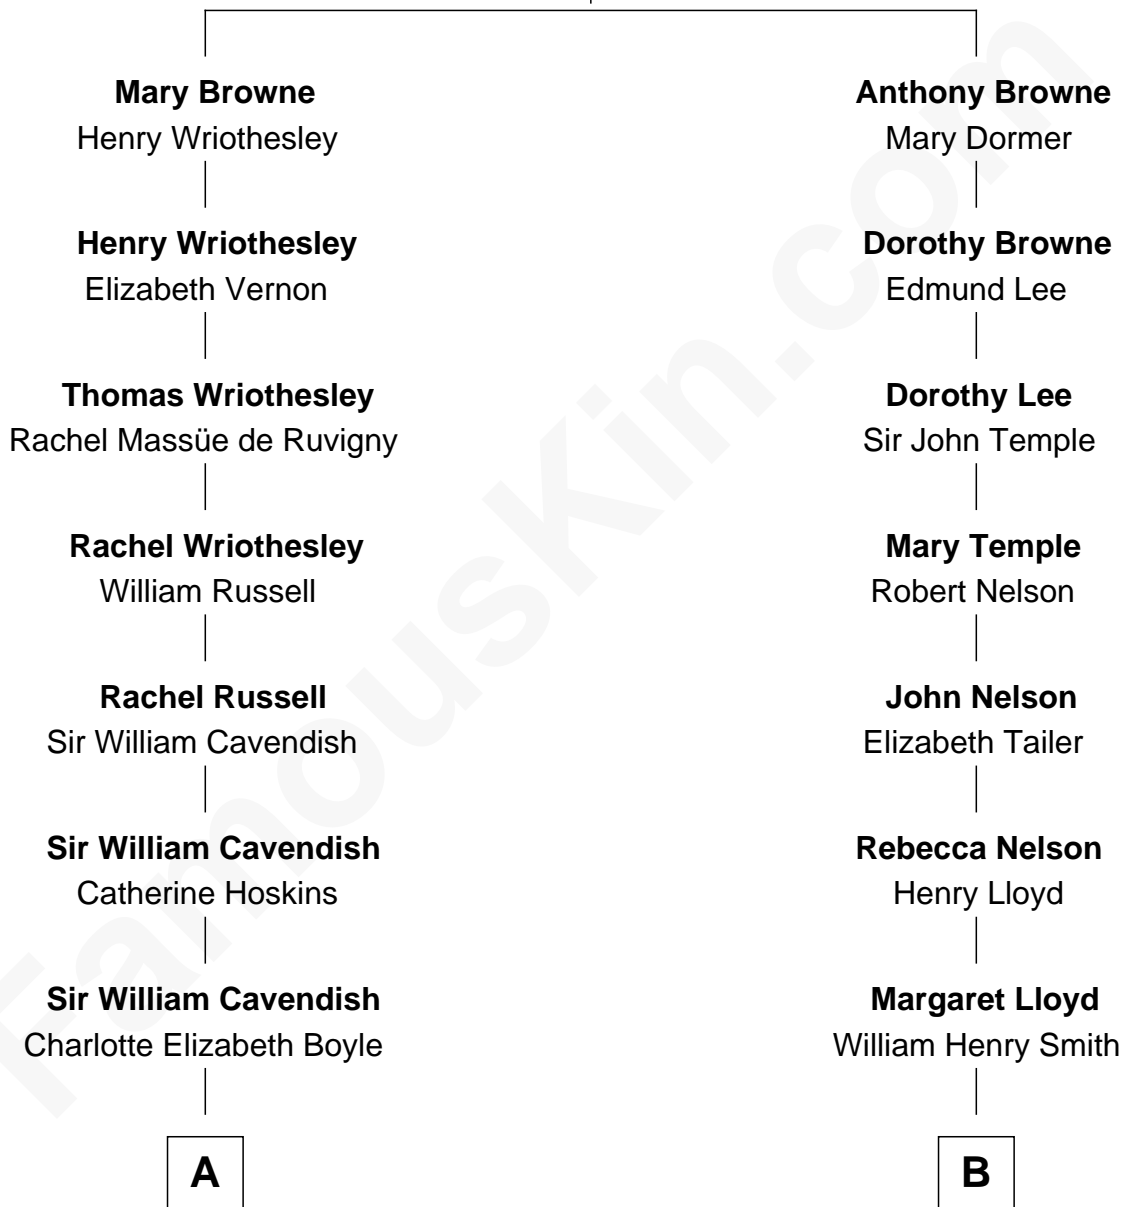 Mary Browne
Henry Wriothesley
Henry Wriothesley
Elizabeth Vernon
Thomas Wriothesley
Rachel Massüe de Ruvigny
Rachel Wriothesley
William Russell
Rachel Russell
Sir William Cavendish
Sir William Cavendish
Catherine Hoskins
Sir William Cavendish
Charlotte Elizabeth Boyle
A
Anthony Browne
Mary Dormer
Dorothy Browne
Edmund Lee
Dorothy Lee
Sir John Temple
Mary Temple
Robert Nelson
John Nelson
Elizabeth Tailer
Rebecca Nelson
Henry Lloyd
Margaret Lloyd
William Henry Smith
B
FamousKin.com